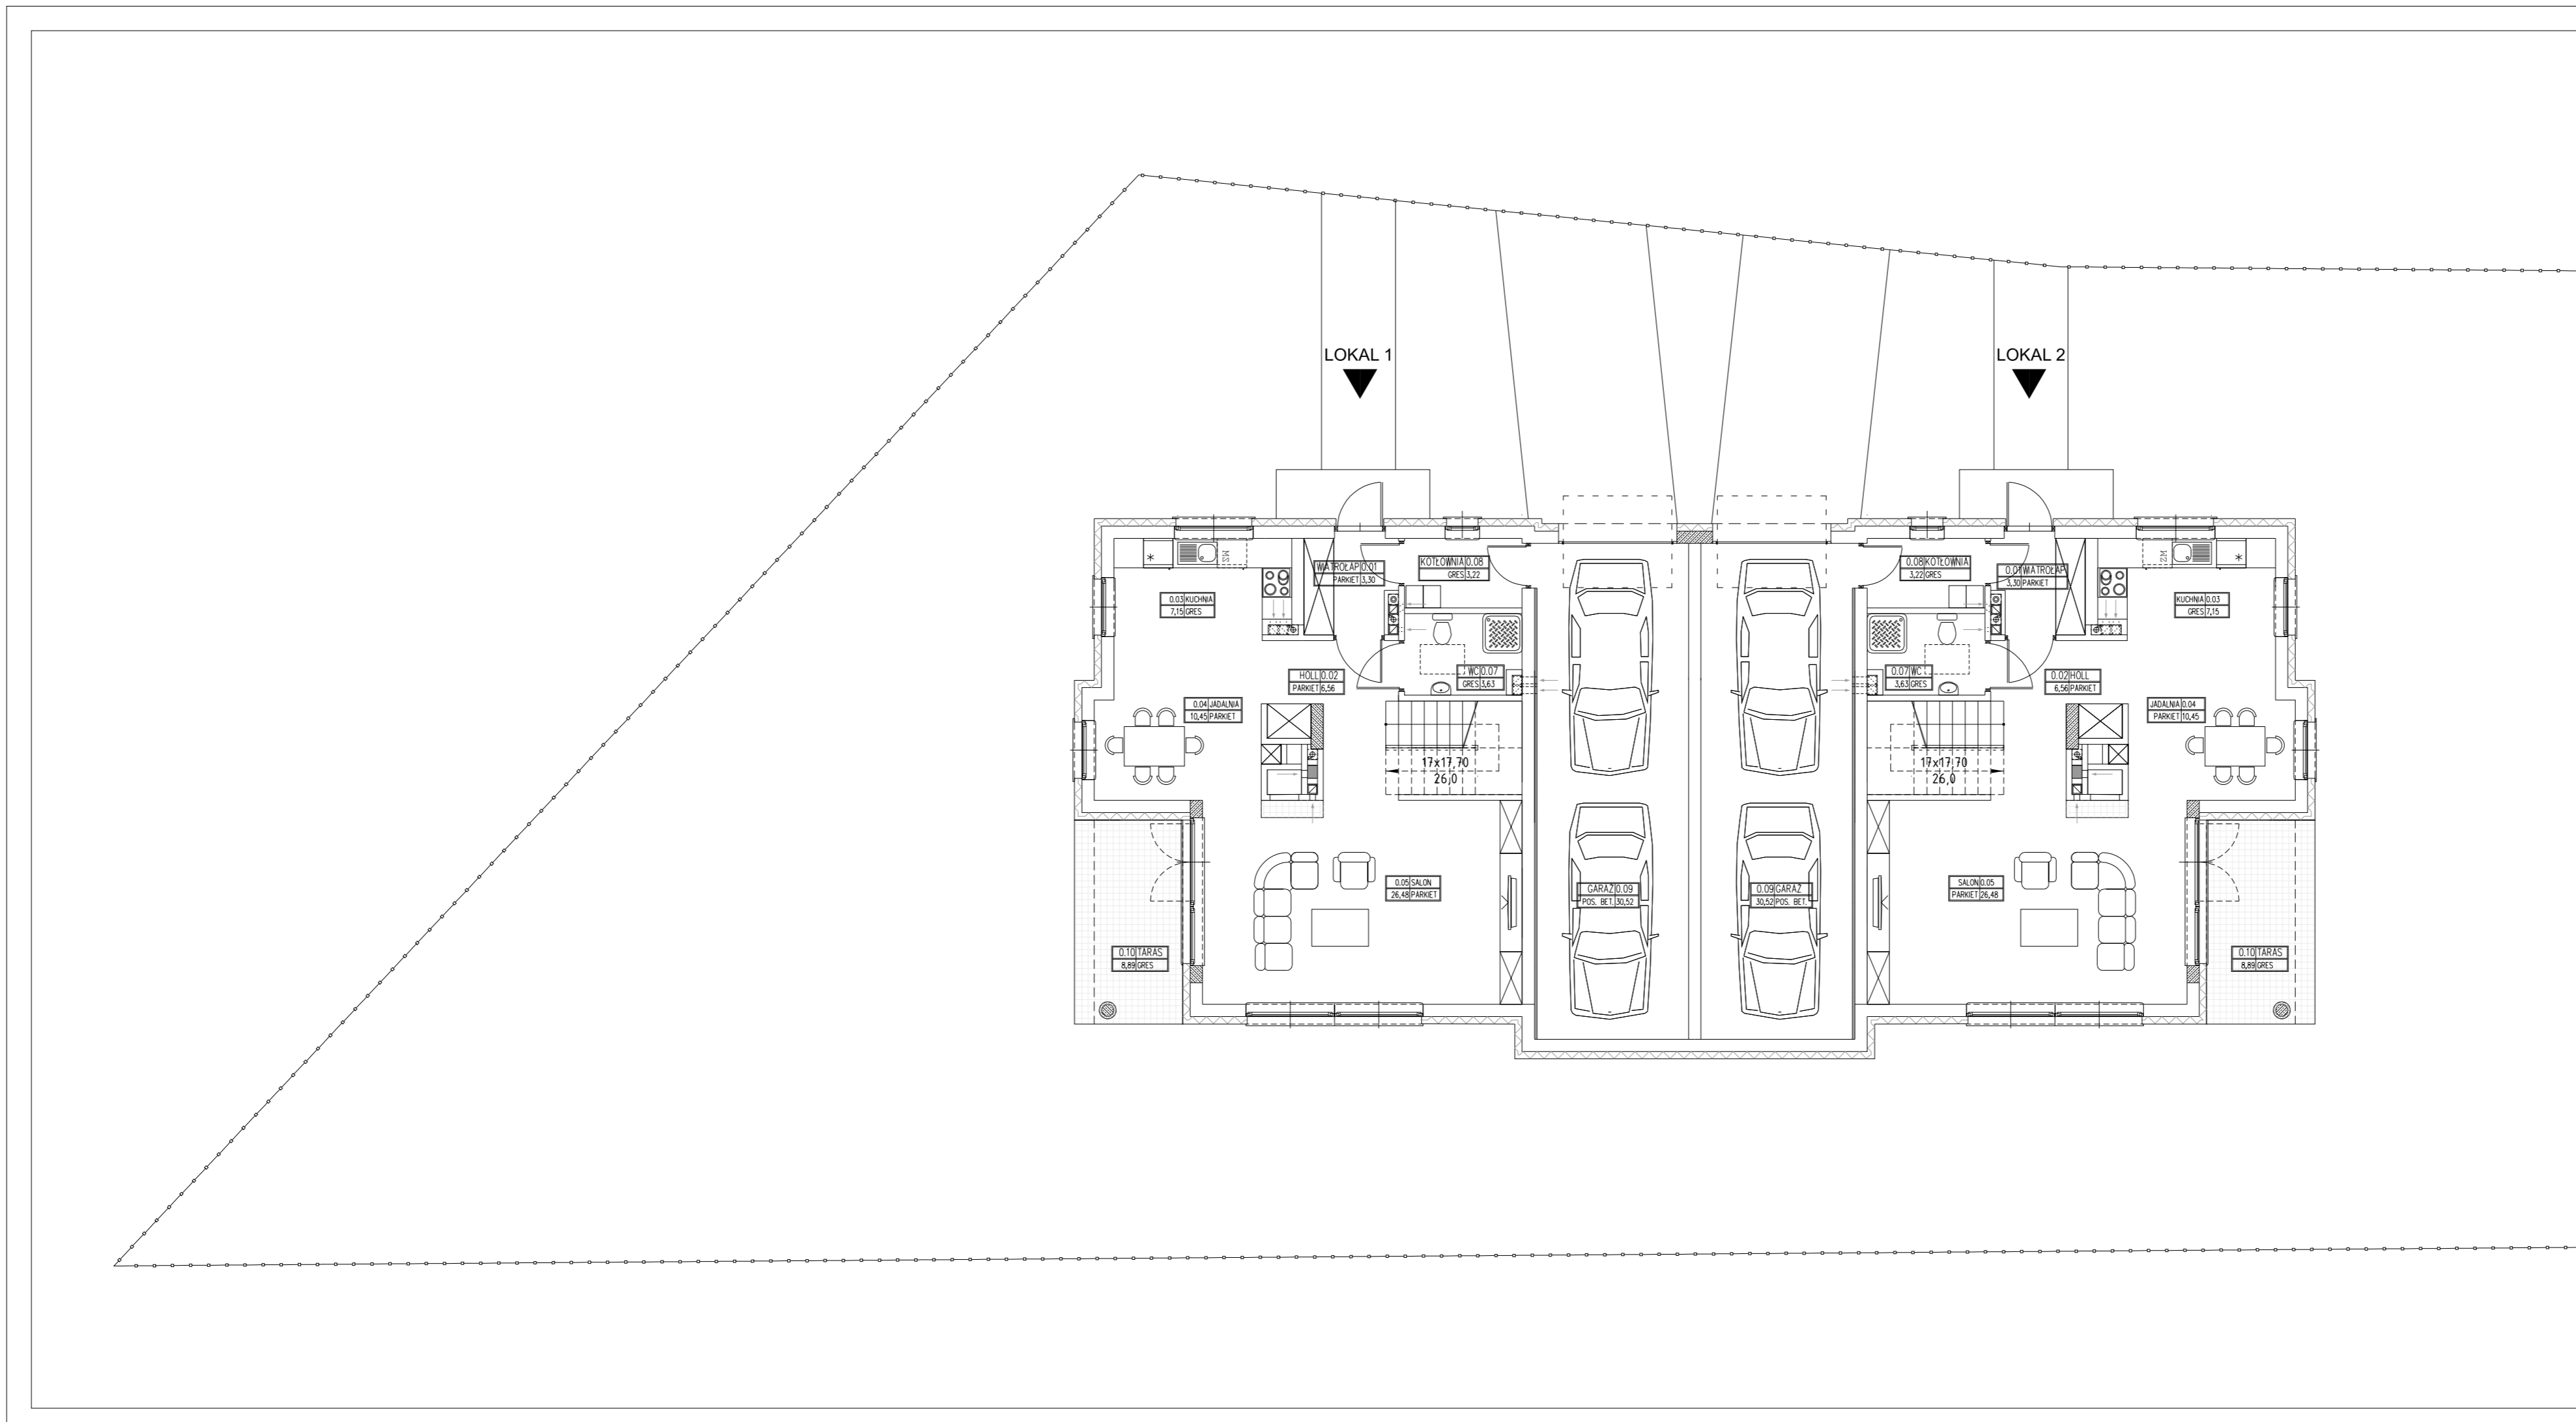 LOKAL 1
LOKAL 2
WIATROŁAP 0.01
PARKIET 3,30
KOTŁOWNIA 0.08
GRES 3,22
0.08 KOTŁOWNIA
3,22 GRES
0.01 WIATROŁAP
3,30 PARKIET
ZM
ZM
0.03 KUCHNIA
7,15 GRES
KUCHNIA 0.03
GRES 7,15
HOLL 0.02
PARKIET 6,56
WC 0.07
GRES 3,63
0.07 WC
3,63 GRES
0.02 HOLL
6,56 PARKIET
0.04 JADALNIA
10,45 PARKIET
JADALNIA 0.04
PARKIET 10,45
17x17,70
26,0
17x17,70
26,0
0.05 SALON
26,48 PARKIET
GARAŻ 0.09
POS. BET. 30,52
0.09 GARAŻ
30,52 POS. BET.
SALON 0.05
PARKIET 26,48
0.10 TARAS
8,89 GRES
0.10 TARAS
8,89 GRES